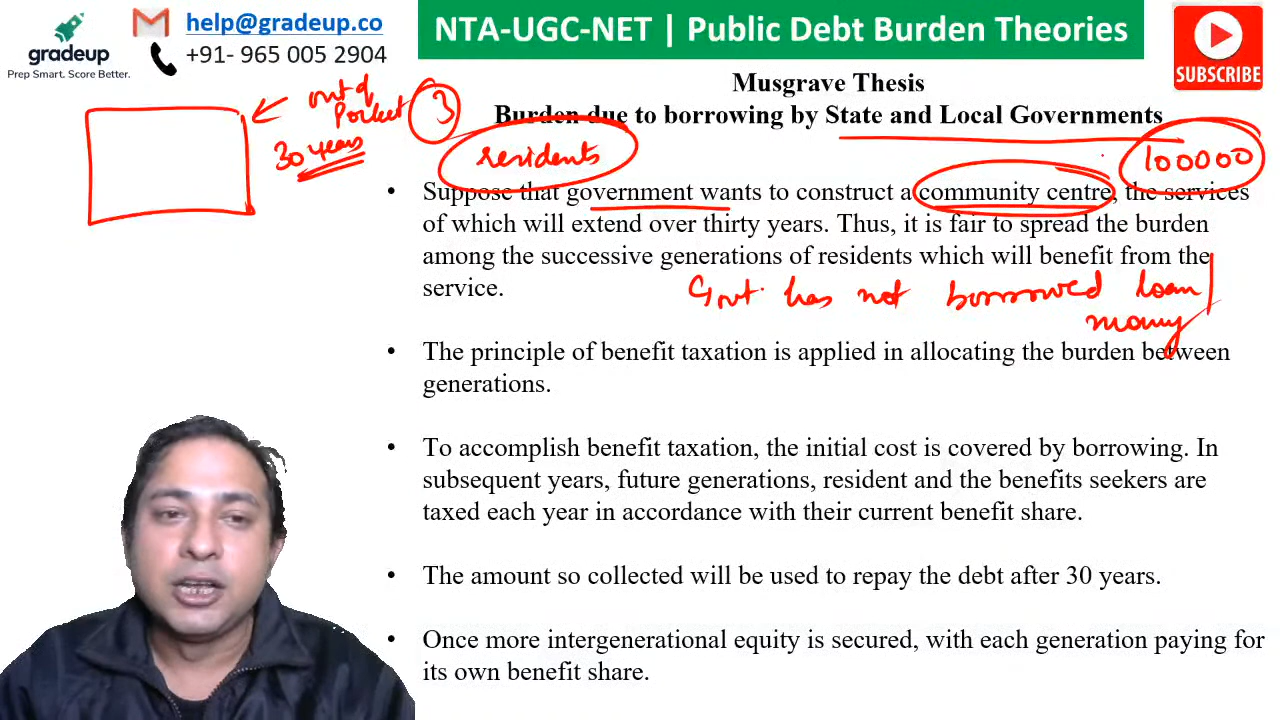 gradeup
Prep Smart. Score Better.
help@gradeup.co
+91- 965 005 2904
NTA-UGC-NET | Public Debt Burden Theories
SUBSCRIBE
Musgrave Thesis
Burden due to borrowing by State and Local Governments
out of
Pocket
3
30 years
residents
100000
• Suppose that government wants to construct a community centre, the services
of which will extend over thirty years. Thus, it is fair to spread the burden
among the successive generations of residents which will benefit from the
service.
Govt. has not borrowed loan
money
• The principle of benefit taxation is applied in allocating the burden between
generations.
• To accomplish benefit taxation, the initial cost is covered by borrowing. In
subsequent years, future generations, resident and the benefits seekers are
taxed each year in accordance with their current benefit share.
• The amount so collected will be used to repay the debt after 30 years.
• Once more intergenerational equity is secured, with each generation paying for
its own benefit share.